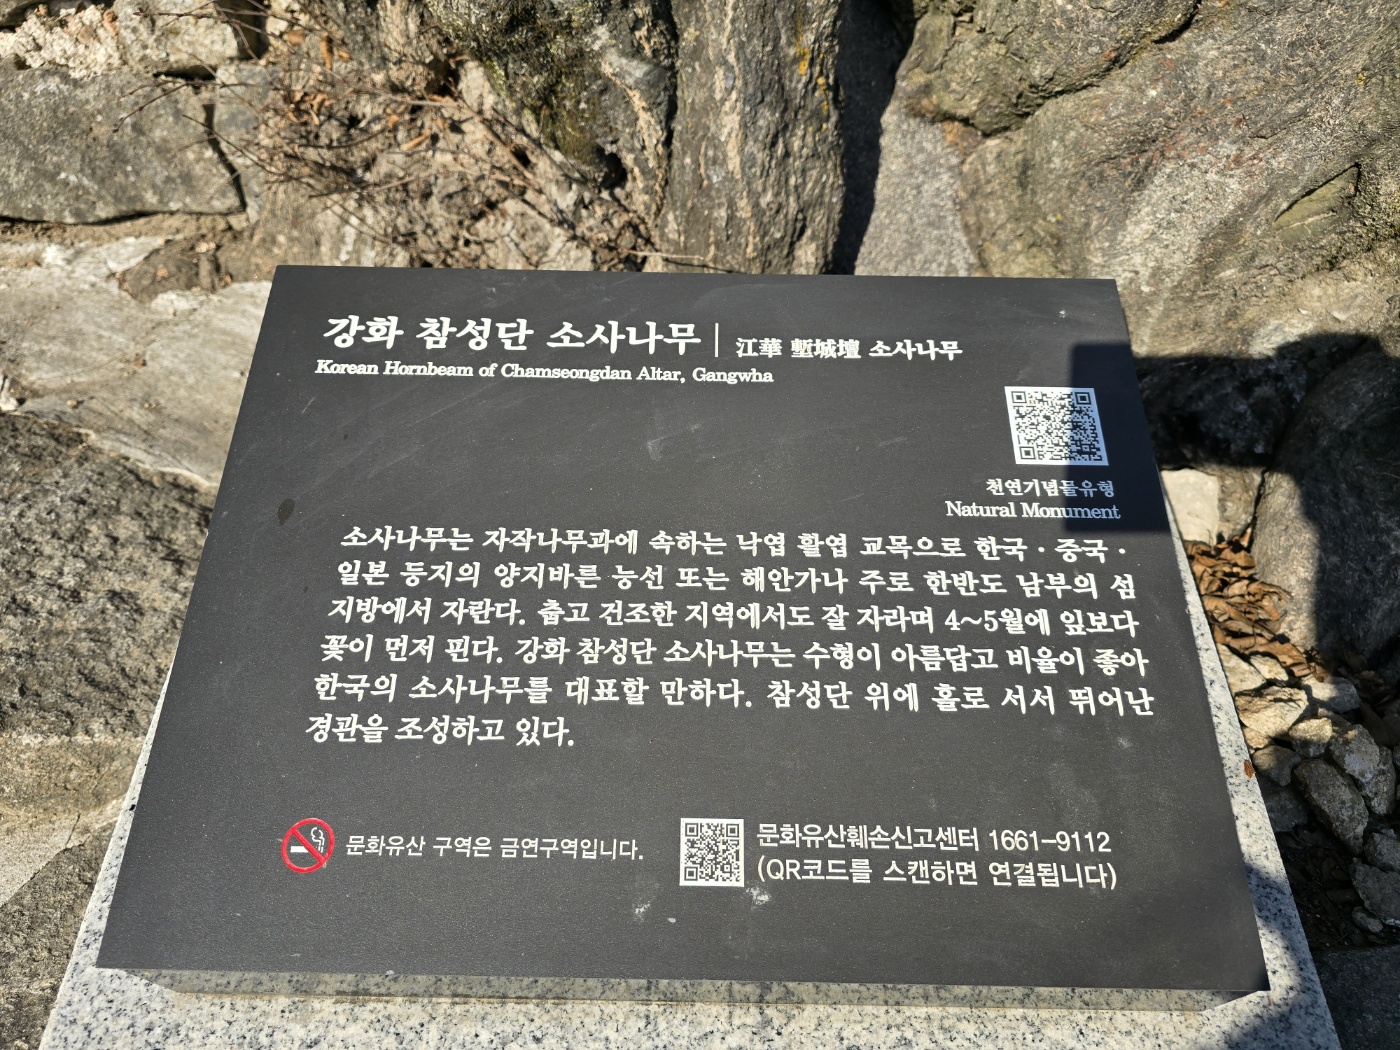 강화 참성단 소사나무 | 江華 塹城壇 소사나무
Korean Hornbeam of Chamseongdan Altar, Gangwha
천연기념물유형
Natural Monument
소사나무는 자작나무과에 속하는 낙엽 활엽 교목으로 한국·중국·
일본 등지의 양지바른 능선 또는 해안가나 주로 한반도 남부의 섬
지방에서 자란다. 춥고 건조한 지역에서도 잘 자라며 4~5월에 잎보다
꽃이 먼저 핀다. 강화 참성단 소사나무는 수형이 아름답고 비율이 좋아
한국의 소사나무를 대표할 만하다. 참성단 위에 홀로 서서 뛰어난
경관을 조성하고 있다.
문화유산 구역은 금연구역입니다.
문화유산훼손신고센터 1661-9112
(QR코드를 스캔하면 연결됩니다)